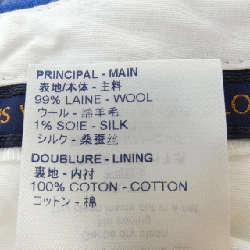 PRINCIPAL - MAIN
表地/本体 - 主料
99% LAINE - WOOL
ウール - 绵羊毛
1% SOIE - SILK
シルク - 桑蚕丝
DOUBLURE - LINING
裏地 - 内衬
100% COTON - COTTON
コットン - 棉